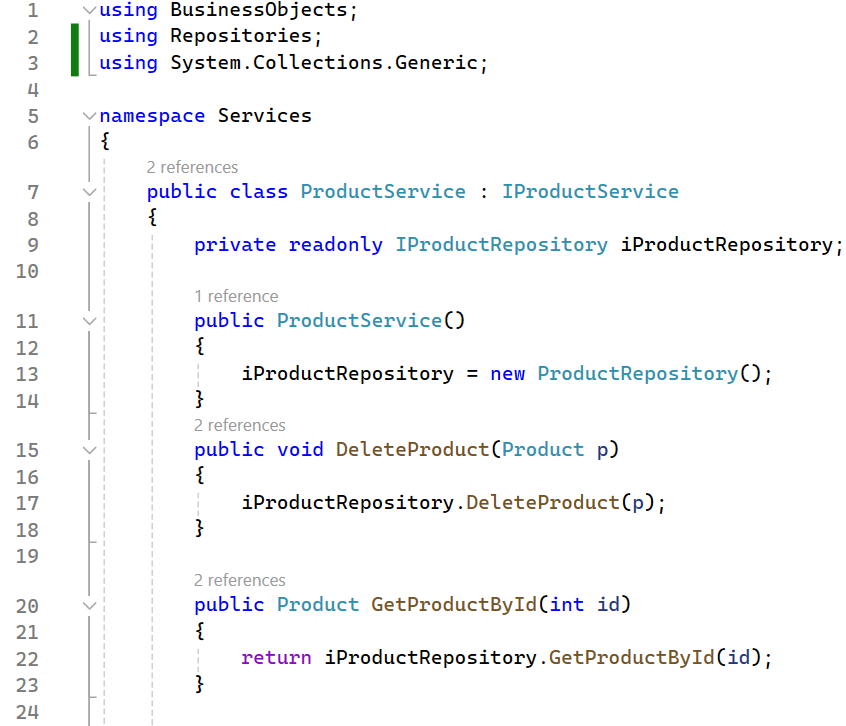 1 using BusinessObjects;
2 using Repositories;
3 using System.Collections.Generic;
4
5 namespace Services
6 {
2 references
7 public class ProductService : IProductService
8 {
9 private readonly IProductRepository iProductRepository;
10
1 reference
11 public ProductService()
12 {
13 iProductRepository = new ProductRepository();
14 }
2 references
15 public void DeleteProduct(Product p)
16 {
17 iProductRepository.DeleteProduct(p);
18 }
19
2 references
20 public Product GetProductById(int id)
21 {
22 return iProductRepository.GetProductById(id);
23 }
24